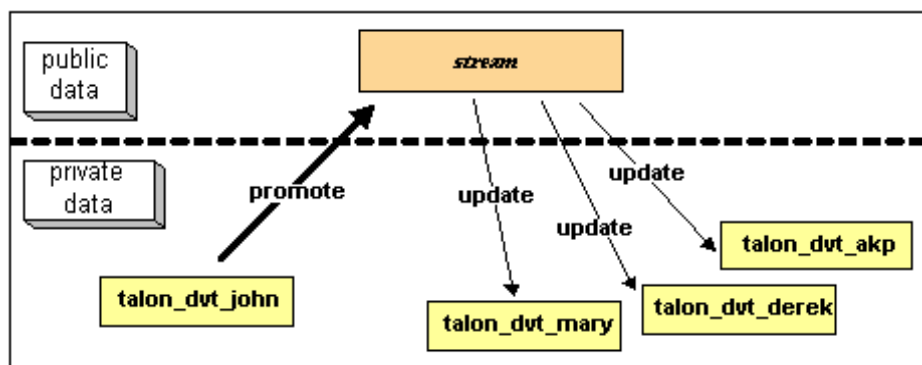 public
data
stream
private
data
promote
update
update
update
talon_dvt_akp
talon_dvt_john
talon_dvt_mary
talon_dvt_derek